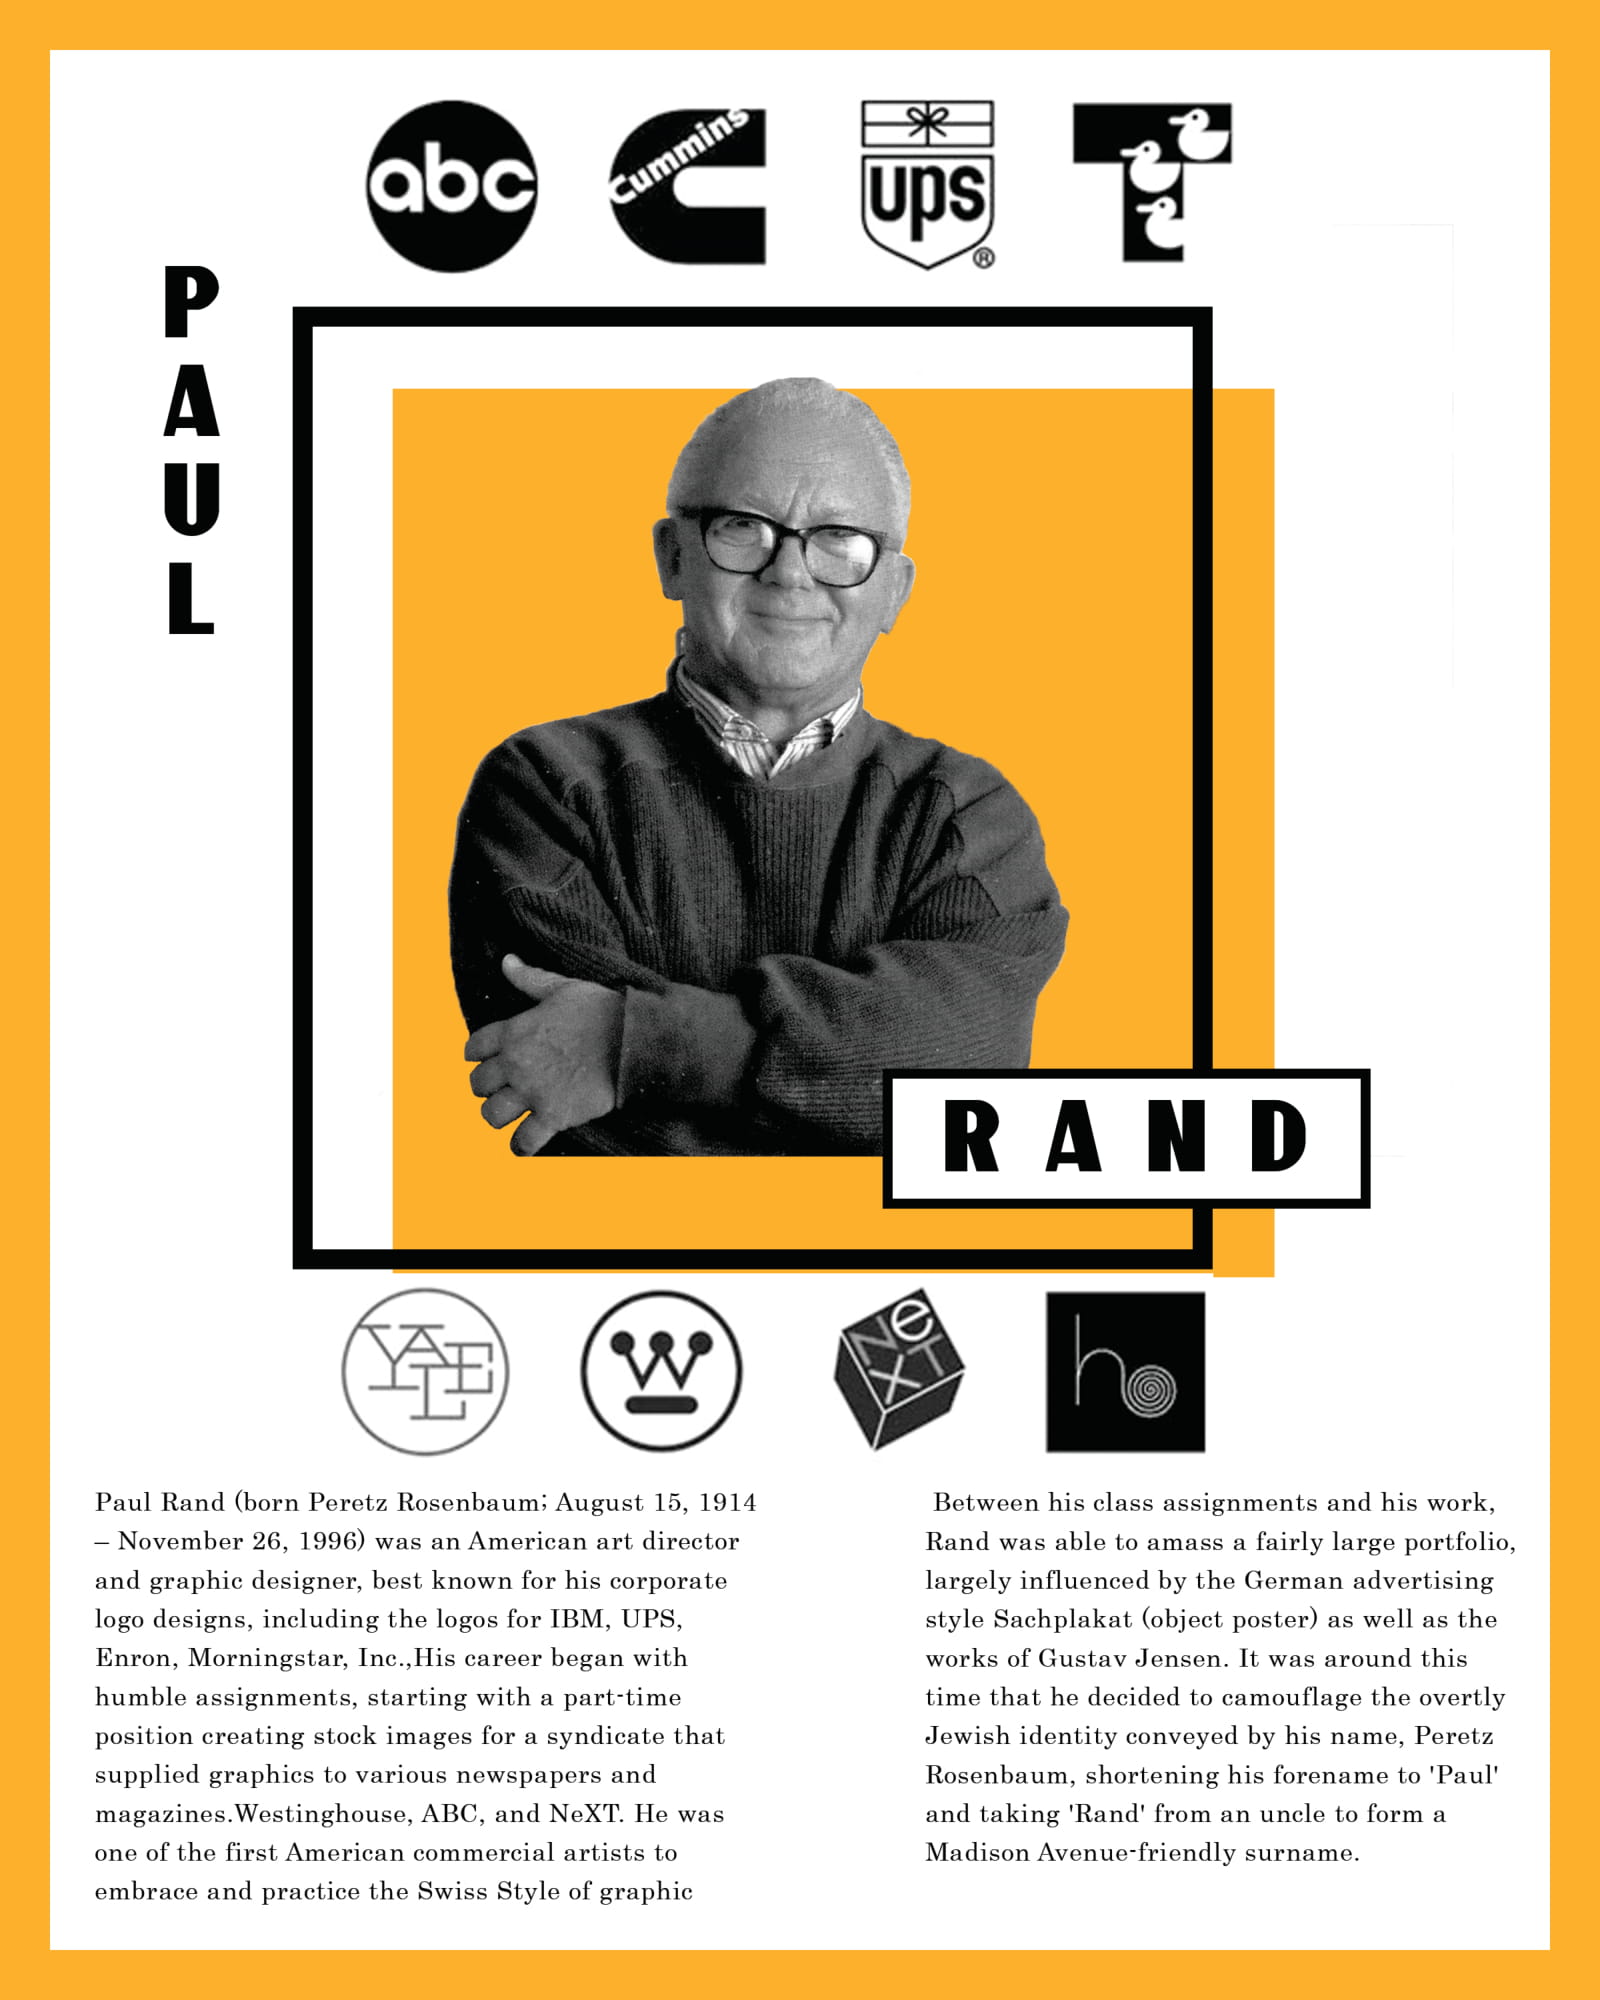 abc
Cummins
ups
®
T
PAUL
RAND
YALE
W
NeXT
ho
Paul Rand (born Peretz Rosenbaum; August 15, 1914
– November 26, 1996) was an American art director
and graphic designer, best known for his corporate
logo designs, including the logos for IBM, UPS,
Enron, Morningstar, Inc.,His career began with
humble assignments, starting with a part-time
position creating stock images for a syndicate that
supplied graphics to various newspapers and
magazines.Westinghouse, ABC, and NeXT. He was
one of the first American commercial artists to
embrace and practice the Swiss Style of graphic
Between his class assignments and his work,
Rand was able to amass a fairly large portfolio,
largely influenced by the German advertising
style Sachplakat (object poster) as well as the
works of Gustav Jensen. It was around this
time that he decided to camouflage the overtly
Jewish identity conveyed by his name, Peretz
Rosenbaum, shortening his forename to 'Paul'
and taking 'Rand' from an uncle to form a
Madison Avenue-friendly surname.